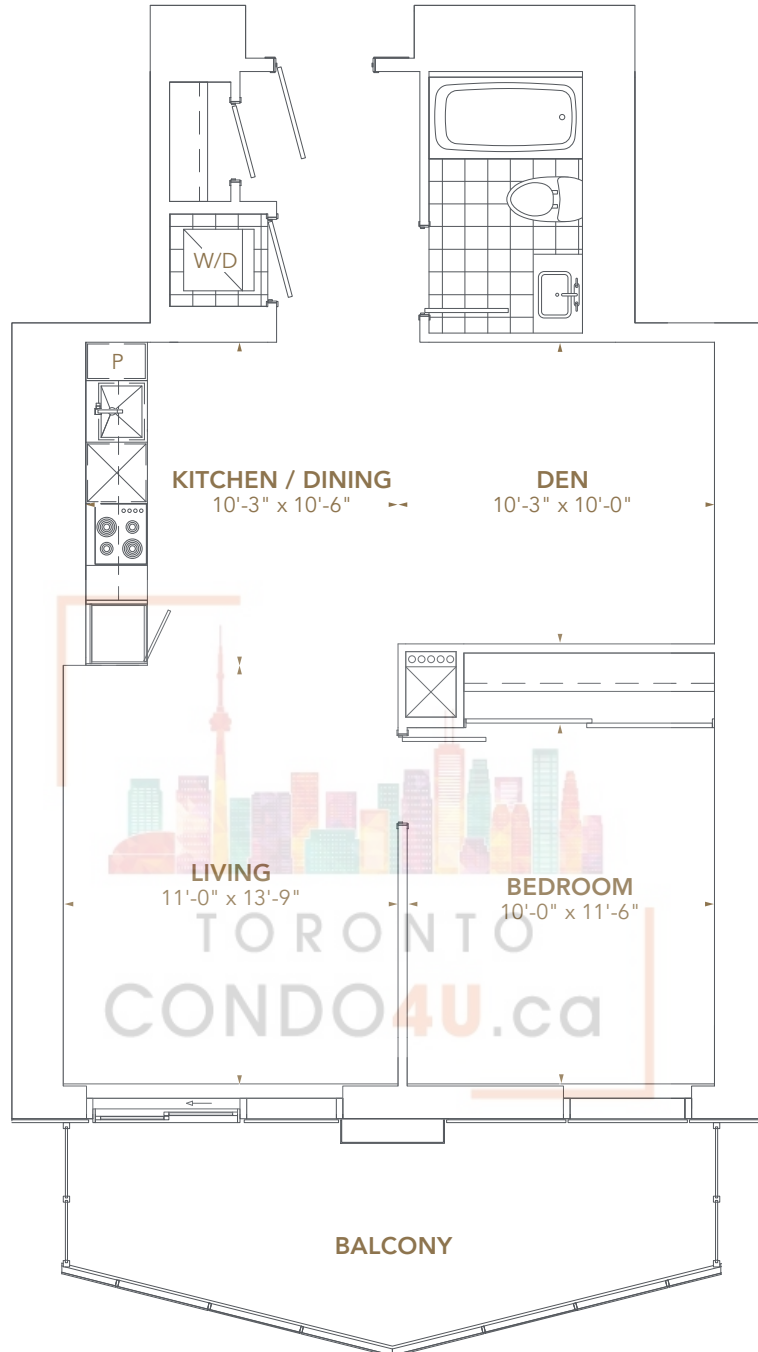 W/D
P
KITCHEN / DINING
10'-3" x 10'-6"
DEN
10'-3" x 10'-0"
LIVING
11'-0" x 13'-9"
BEDROOM
10'-0" x 11'-6"
TORONTO
CONDO4U.ca
BALCONY